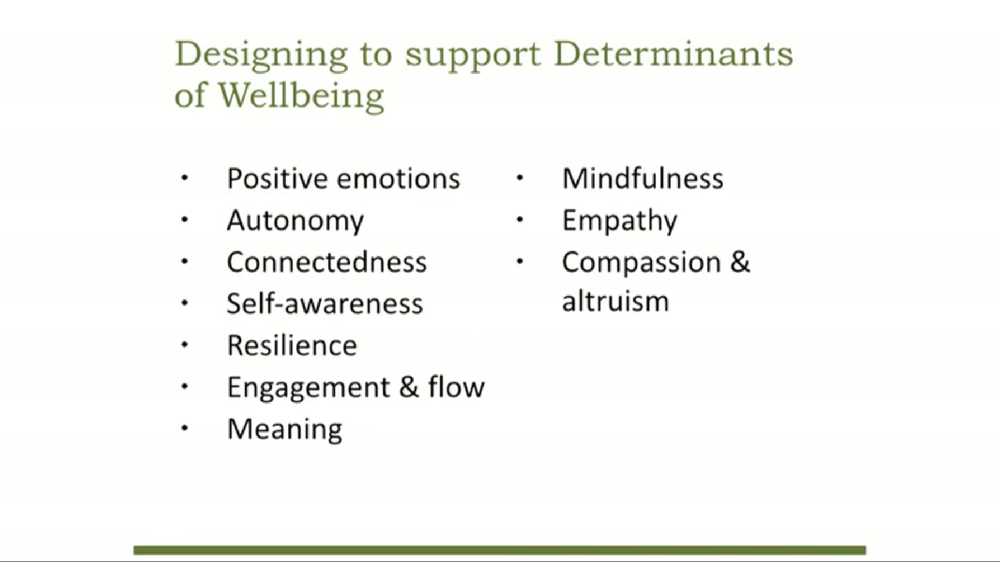 Designing to support Determinants
of Wellbeing
• Positive emotions
• Autonomy
• Connectedness
• Self-awareness
• Resilience
• Engagement & flow
• Meaning
• Mindfulness
• Empathy
• Compassion &
altruism